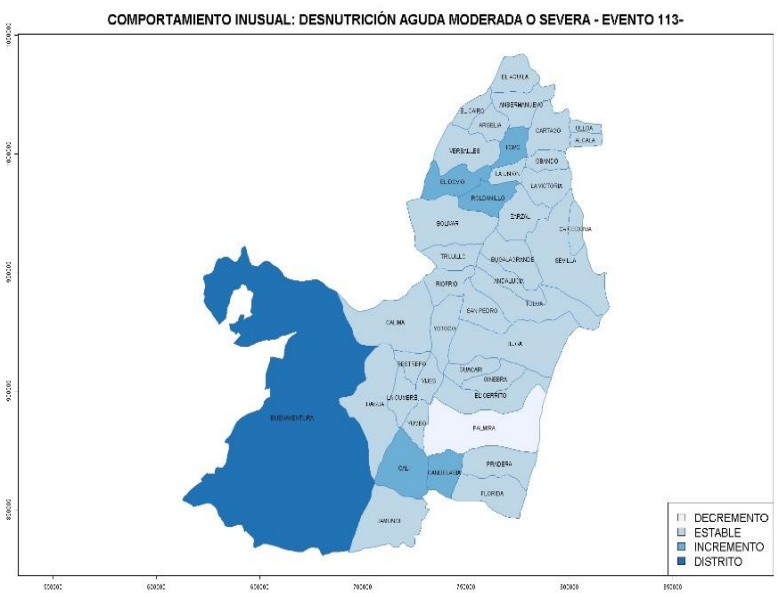 COMPORTAMIENTO INUSUAL: DESNUTRICIÓN AGUDA MODERADA O SEVERA - EVENTO 113-
EL AGUILA
ANSERMANUEVO
EL CAIRO
ARGELIA
CARTAGO
ULLOA
ALCALA
TORO
VERSALLES
OBANDO
LA UNION
EL DOVIO
LA VICTORIA
ROLDANILLO
ZARZAL
BOLIVAR
CAICEDONIA
TRUJILLO
BUGALAGRANDE
SEVILLA
ANDALUCIA
RIOFRIO
TULUA
SAN PEDRO
CALIMA
YOTOCO
RESTREPO
GUACARI
GINEBRA
VIJES
EL CERRITO
LA CUMBRE
DAGUA
BUENAVENTURA
YUMBO
PALMIRA
CALI
CANDELARIA
PRADERA
FLORIDA
JAMUNDI
DECREMENTO
ESTABLE
INCREMENTO
DISTRITO
700000